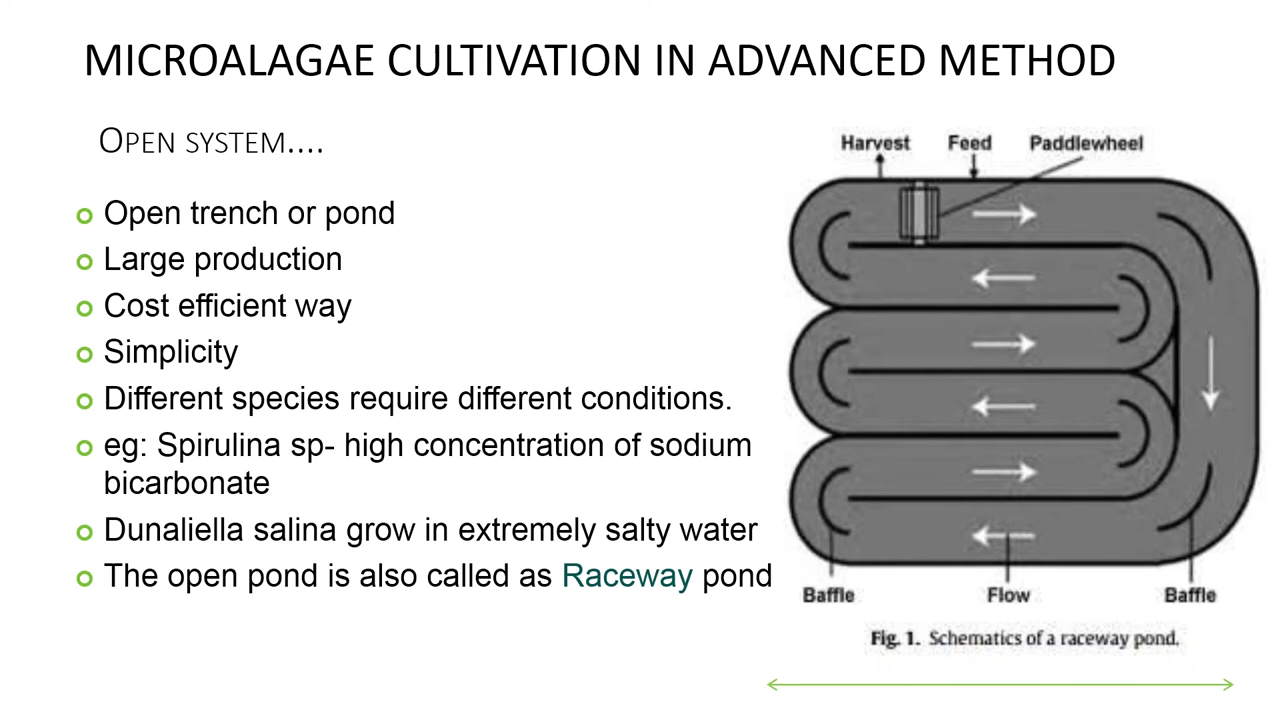 MICROALAGAE CULTIVATION IN ADVANCED METHOD
OPEN SYSTEM....
Open trench or pond
Large production
Cost efficient way
Simplicity
Different species require different conditions.
eg: Spirulina sp- high concentration of sodium
bicarbonate
Dunaliella salina grow in extremely salty water
The open pond is also called as Raceway pond
Harvest Feed Paddlewheel
Baffle Flow Baffle
Fig. 1. Schematics of a raceway pond.